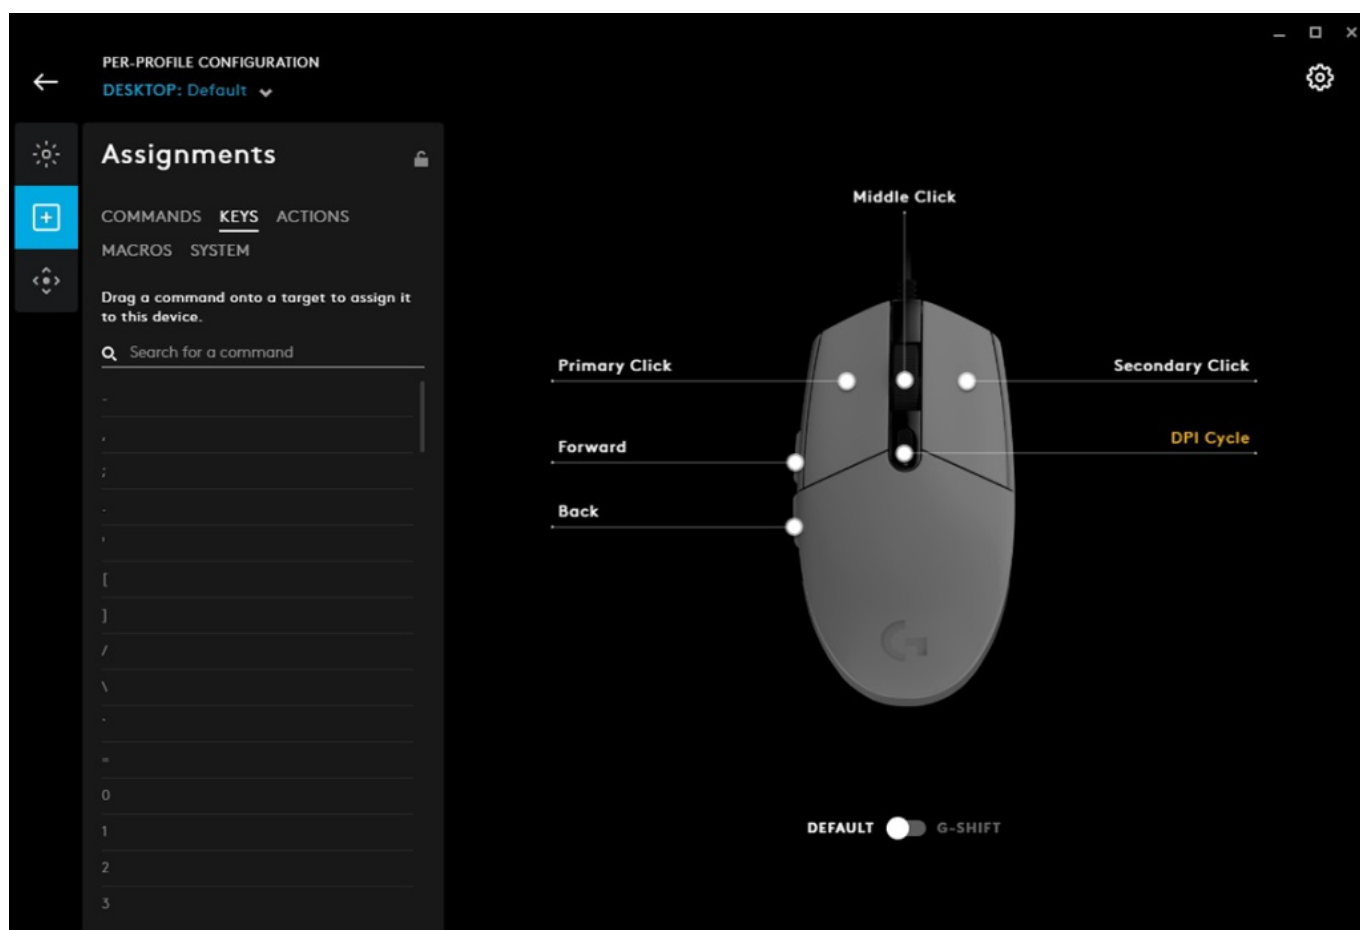 PER-PROFILE CONFIGURATION
DESKTOP: Default
Assignments
COMMANDS KEYS ACTIONS
MACROS SYSTEM
Drag a command onto a target to assign it
to this device.
Search for a command
-
,
;
.
'
[
]
/
\
`
=
0
1
2
3
Middle Click
Primary Click
Secondary Click
Forward
DPI Cycle
Back
G
DEFAULT G-SHIFT